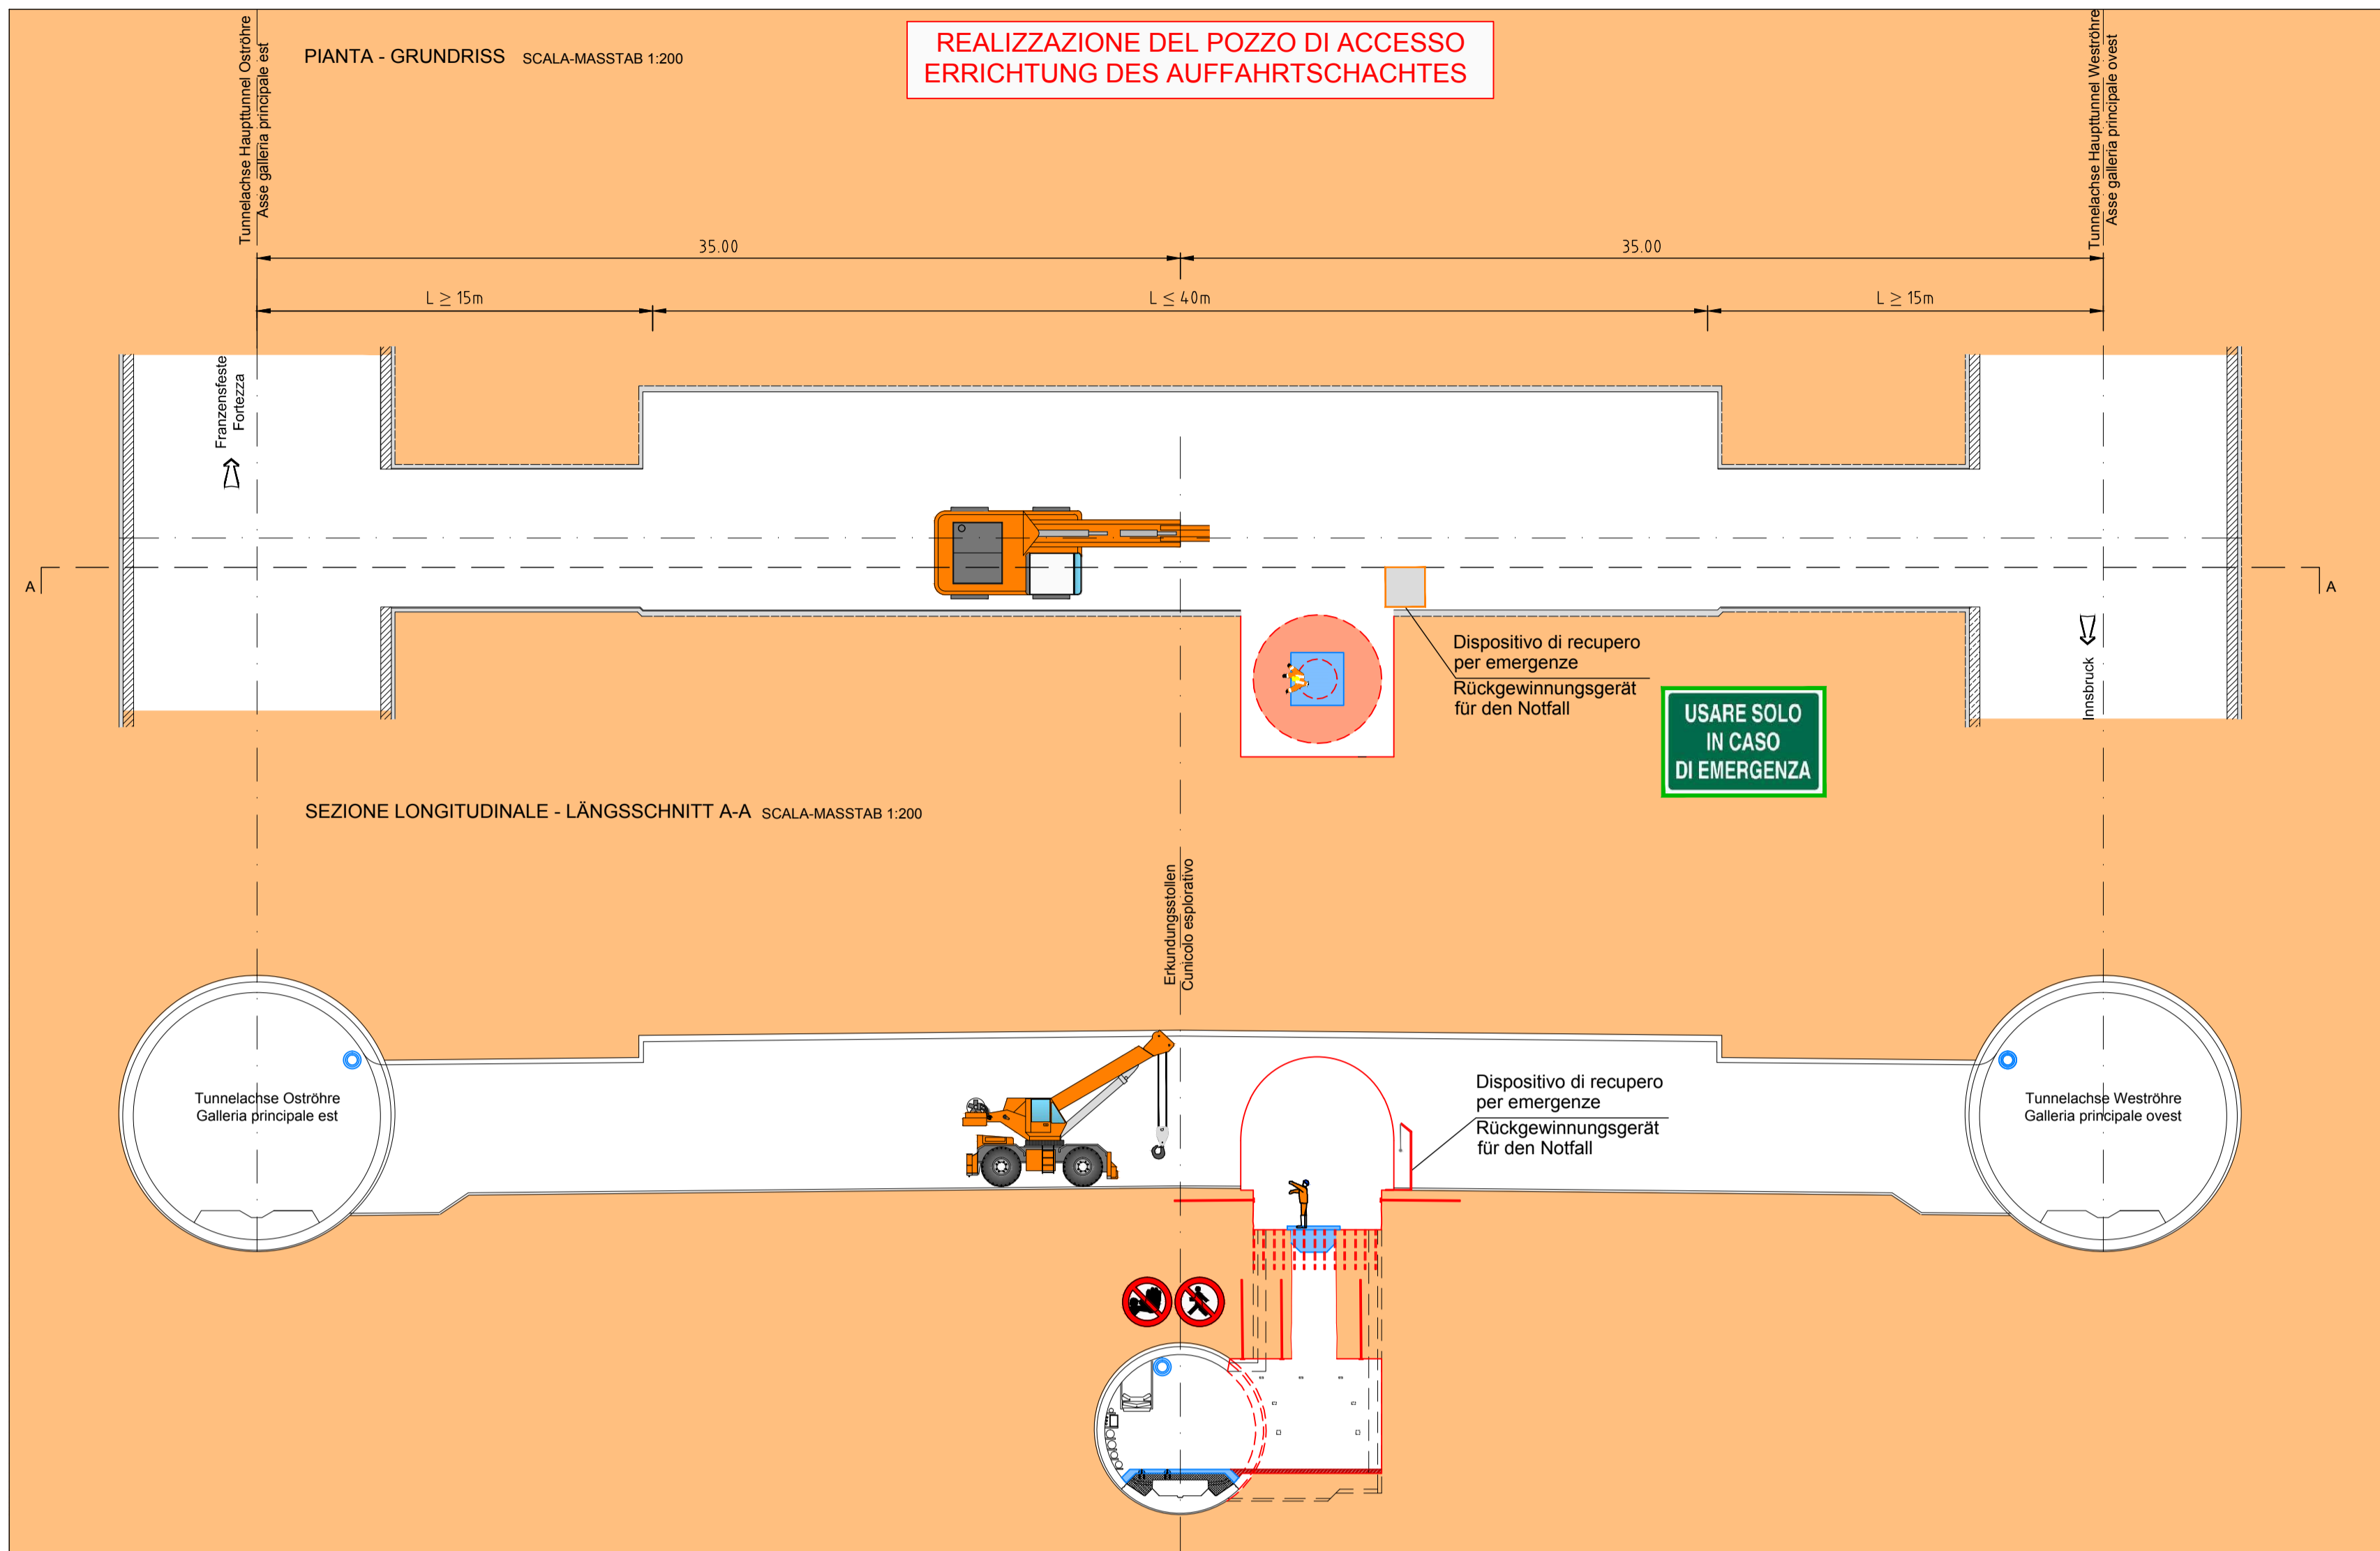 Tunnelachse Haupttunnel Oströhre
Asse galleria principale est
PIANTA - GRUNDRISS SCALA-MASSTAB 1:200
REALIZZAZIONE DEL POZZO DI ACCESSO
ERRICHTUNG DES AUFFAHRTSCHACHTES
Tunnelachse Haupttunnel Weströhre
Asse galleria principale ovest
35.00
35.00
L ≥ 15m
L ≤ 40m
L ≥ 15m
Franzensfeste
Fortezza
A
A
Dispositivo di recupero
per emergenze
Rückgewinnungsgerät
für den Notfall
USARE SOLO
IN CASO
DI EMERGENZA
Innsbruck
SEZIONE LONGITUDINALE - LÄNGSSCHNITT A-A SCALA-MASSTAB 1:200
Erkundungsstollen
Cunicolo esplorativo
Tunnelachse Oströhre
Galleria principale est
Dispositivo di recupero
per emergenze
Rückgewinnungsgerät
für den Notfall
Tunnelachse Weströhre
Galleria principale ovest